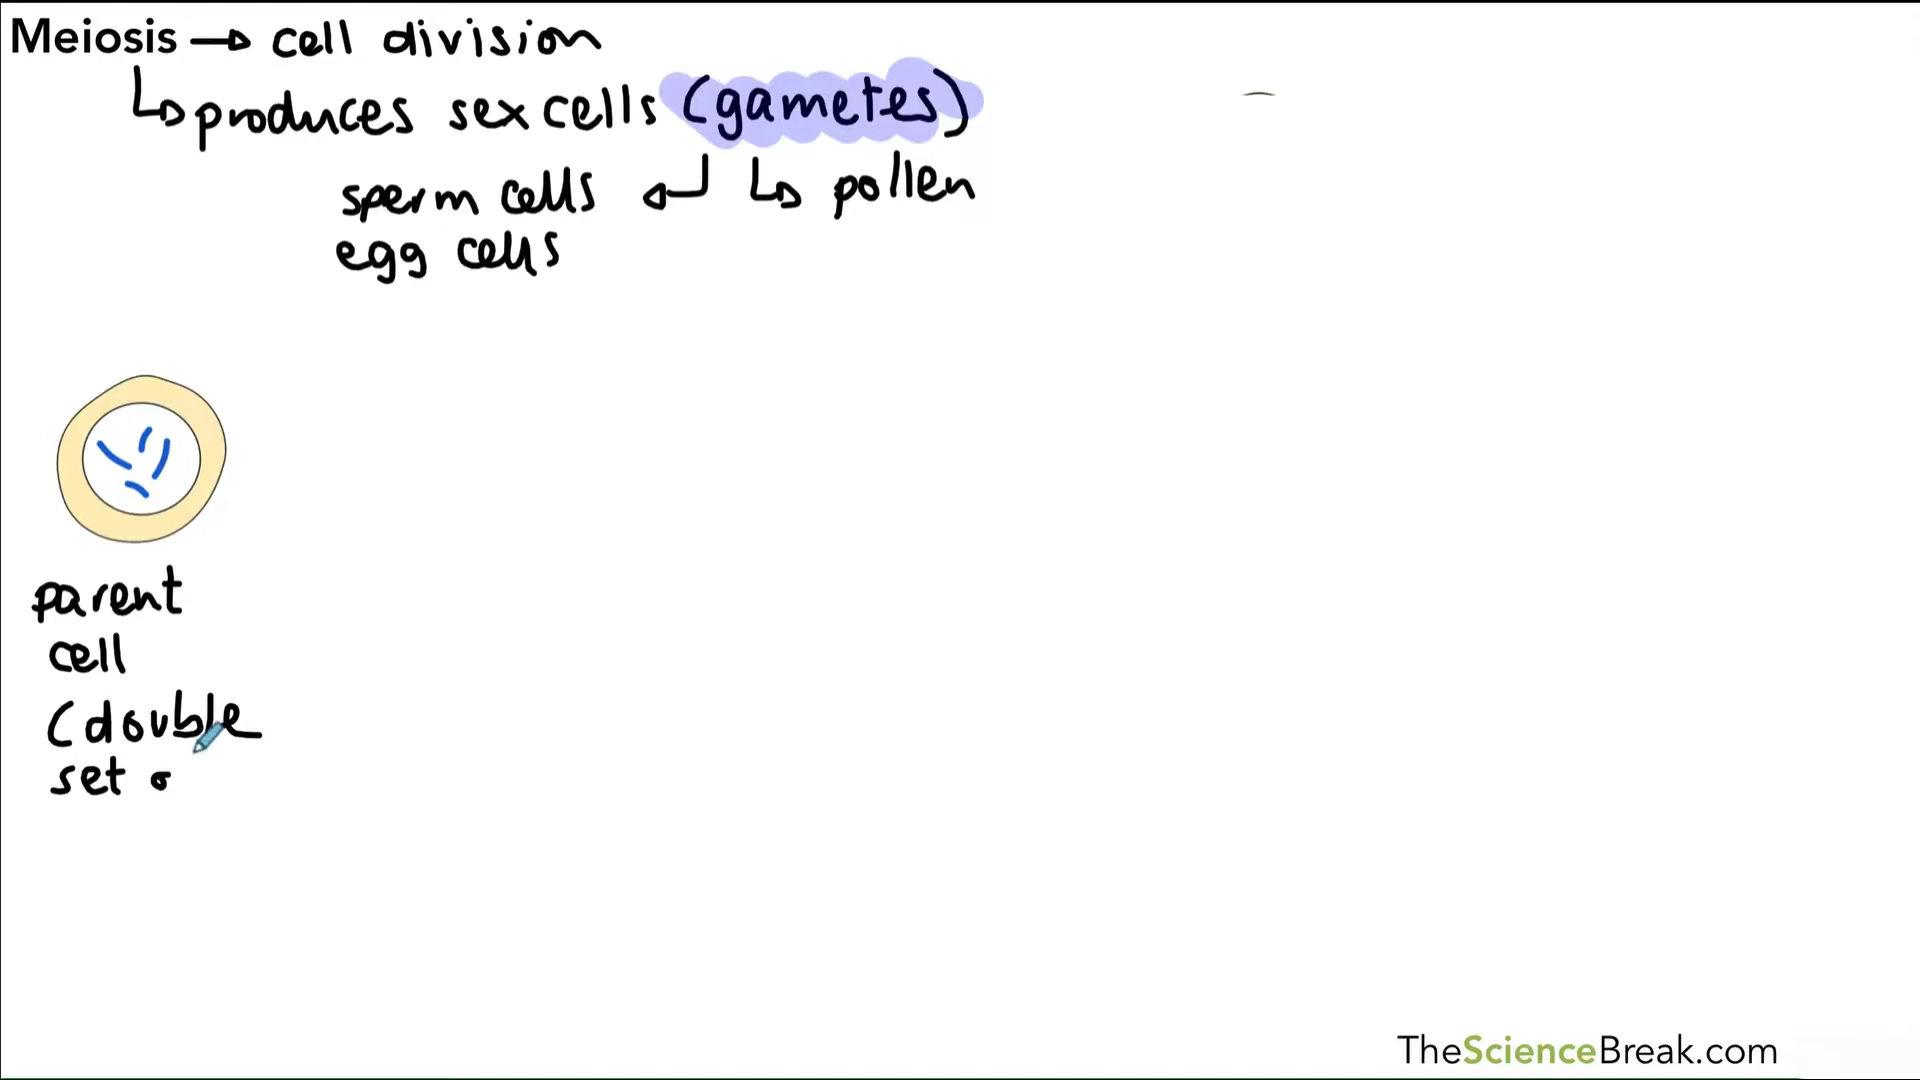 Meiosis → cell division
↳ produces sex cells (gametes)
sperm cells ↲ ↳ pollen
egg cells
parent
cell
(double
set o
TheScienceBreak.com